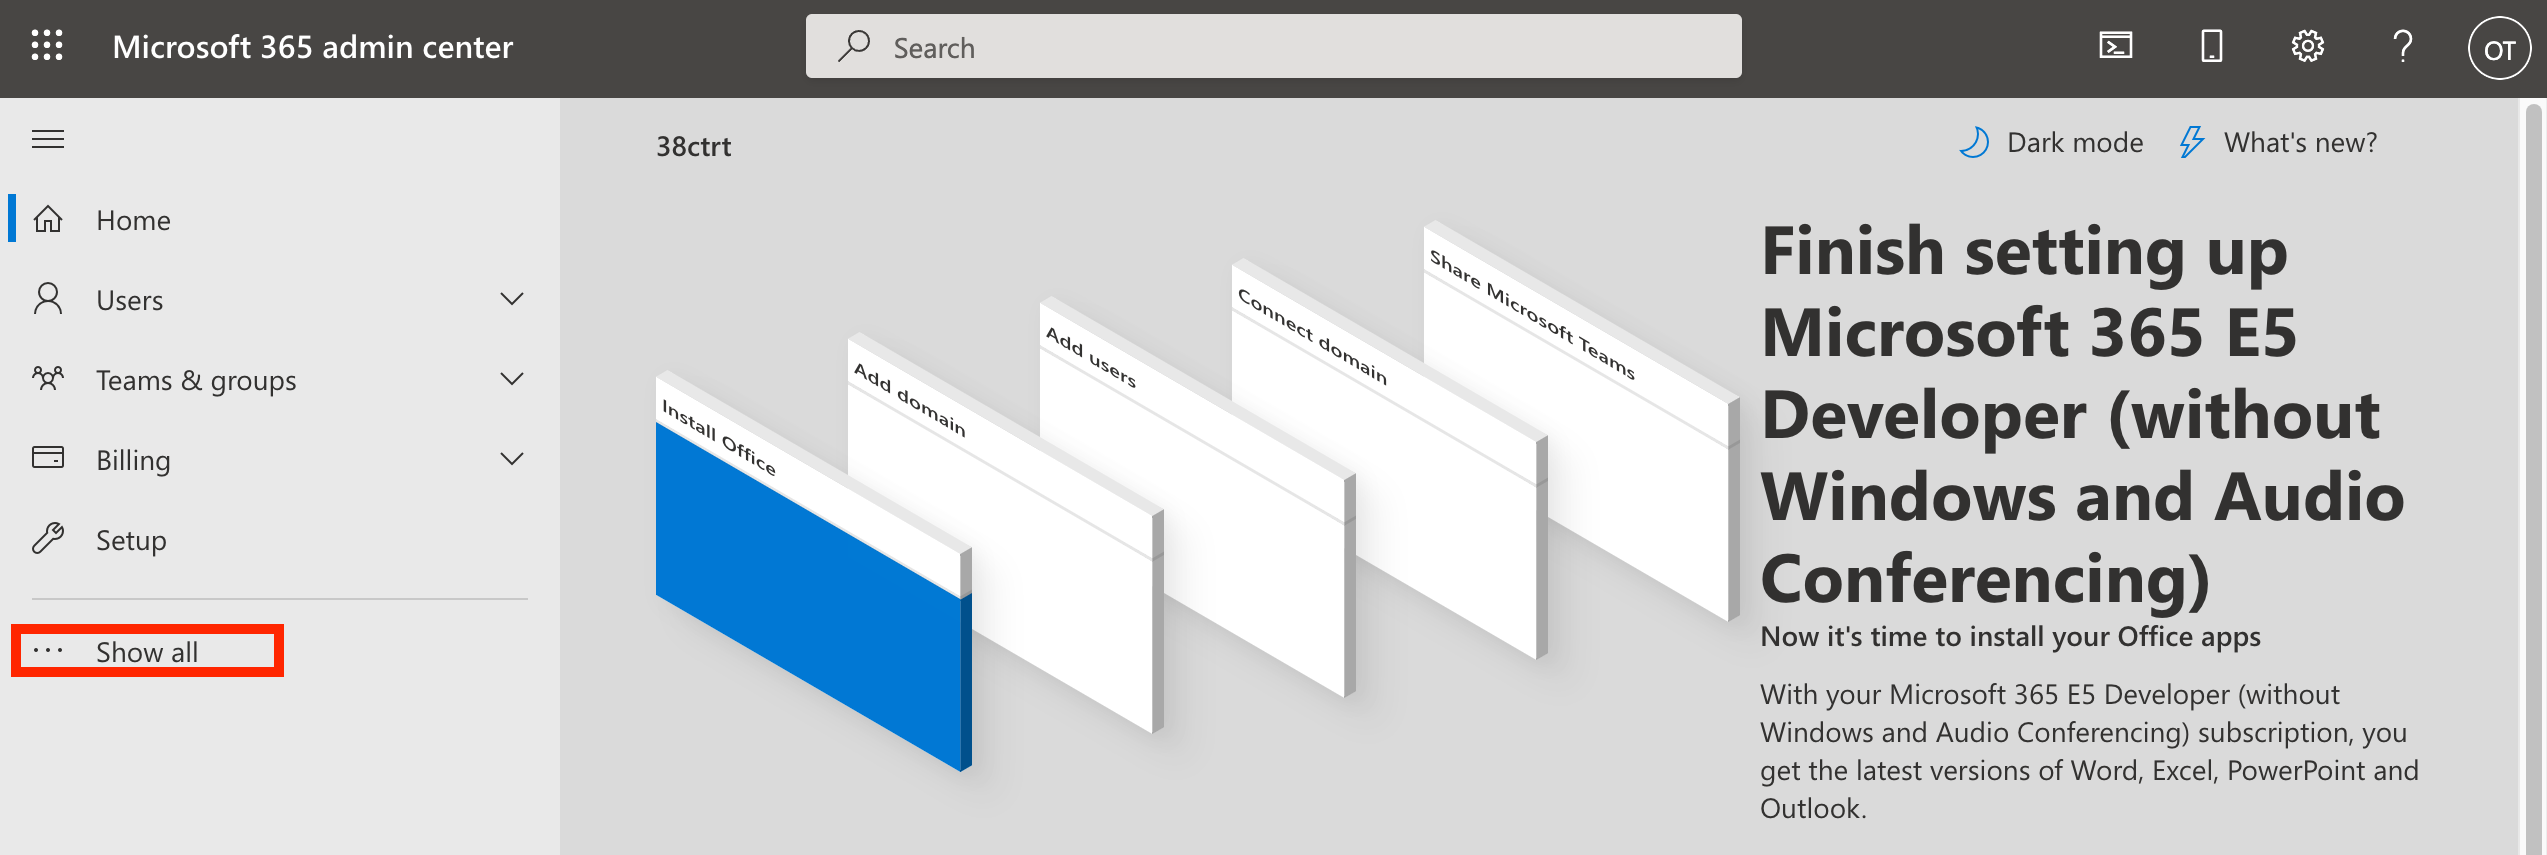 Microsoft 365 admin center
Search
OT
Home
Users
Teams & groups
Billing
Setup
Show all
38ctrt
Dark mode
What's new?
Install Office
Add domain
Add users
Connect domain
Share Microsoft Teams
Finish setting up
Microsoft 365 E5
Developer (without
Windows and Audio
Conferencing)
Now it's time to install your Office apps
With your Microsoft 365 E5 Developer (without
Windows and Audio Conferencing) subscription, you
get the latest versions of Word, Excel, PowerPoint and
Outlook.